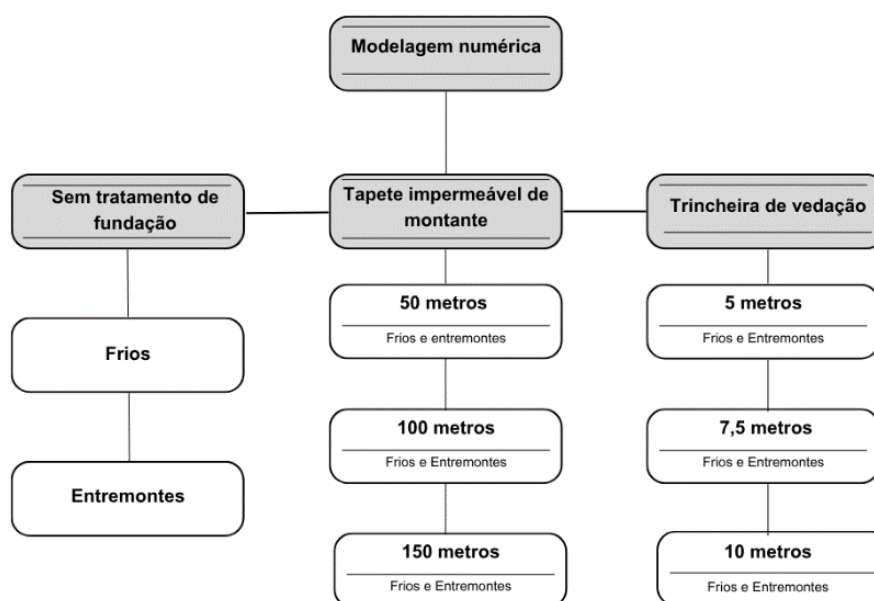 Modelagem numérica
Sem tratamento de
fundação
Tapete impermeável de
montante
Trincheira de vedação
Frios
Entremontes
50 metros
Frios e entremontes
100 metros
Frios e Entremontes
150 metros
Frios e Entremontes
5 metros
Frios e Entremontes
7,5 metros
Frios e Entremontes
10 metros
Frios e Entremontes